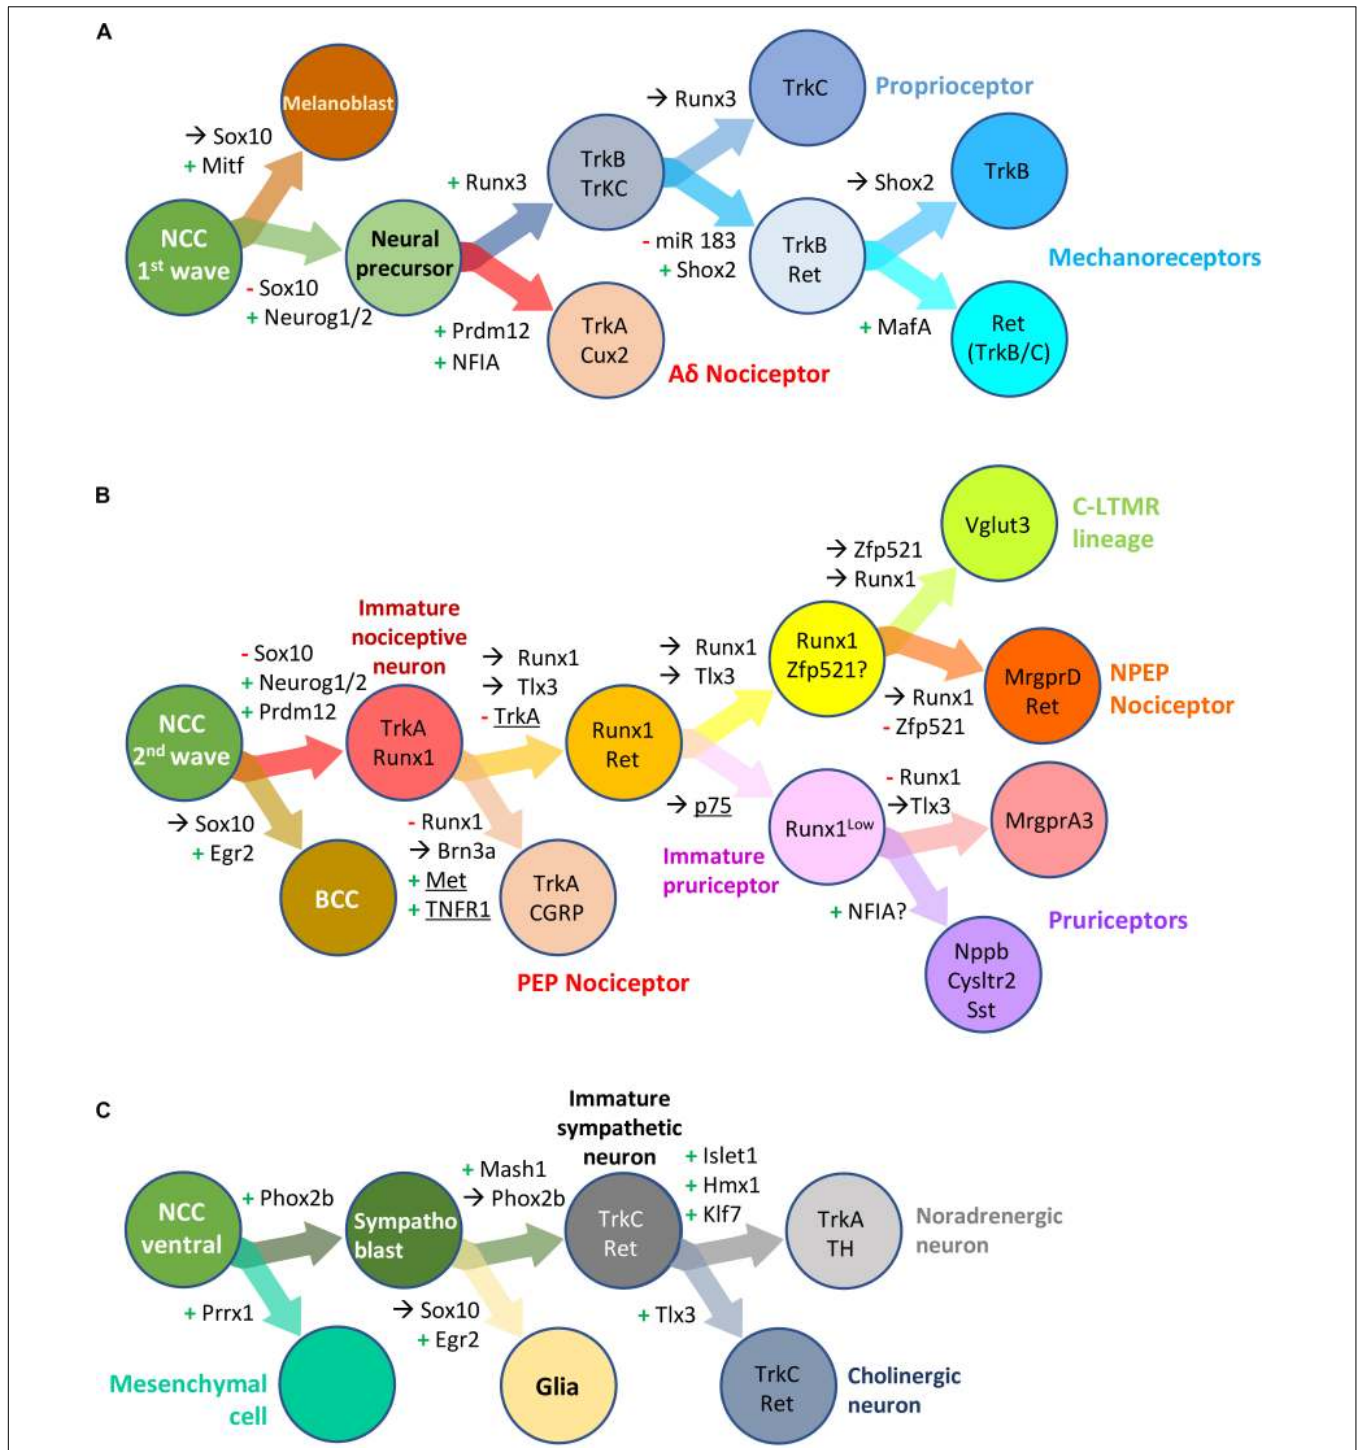 A
Melanoblast
→ Sox10
+ Mitf
NCC
1st wave
- Sox10
+ Neurog1/2
Neural
precursor
+ Runx3
+ Prdm12
+ NFIA
TrkB
TrKC
TrkA
Cux2
Aδ Nociceptor
→ Runx3
- miR 183
+ Shox2
TrkC
Proprioceptor
TrkB
Ret
→ Shox2
+ MafA
TrkB
Mechanoreceptors
Ret
(TrkB/C)
B
NCC
2nd wave
- Sox10
+ Neurog1/2
+ Prdm12
→ Sox10
+ Egr2
BCC
Immature
nociceptive
neuron
TrkA
Runx1
→ Runx1
→ Tlx3
- TrkA
- Runx1
→ Brn3a
+ Met
+ TNFR1
TrkA
CGRP
PEP Nociceptor
Runx1
Ret
→ Runx1
→ Tlx3
→ p75
Runx1
Zfp521?
→ Zfp521
→ Runx1
Vglut3
C-LTMR
lineage
→ Runx1
- Zfp521
MrgprD
Ret
NPEP
Nociceptor
Immature
pruriceptor
Runx1Low
- Runx1
→Tlx3
MrgprA3
+ NFIA?
Pruriceptors
Nppb
Cysltr2
Sst
C
NCC
ventral
+ Phox2b
+ Prrx1
Mesenchymal
cell
Sympatho
blast
+ Mash1
→ Phox2b
→ Sox10
+ Egr2
Glia
Immature
sympathetic
neuron
TrkC
Ret
+ Islet1
+ Hmx1
+ Klf7
+ Tlx3
TrkA
TH
Noradrenergic
neuron
TrkC
Ret
Cholinergic
neuron